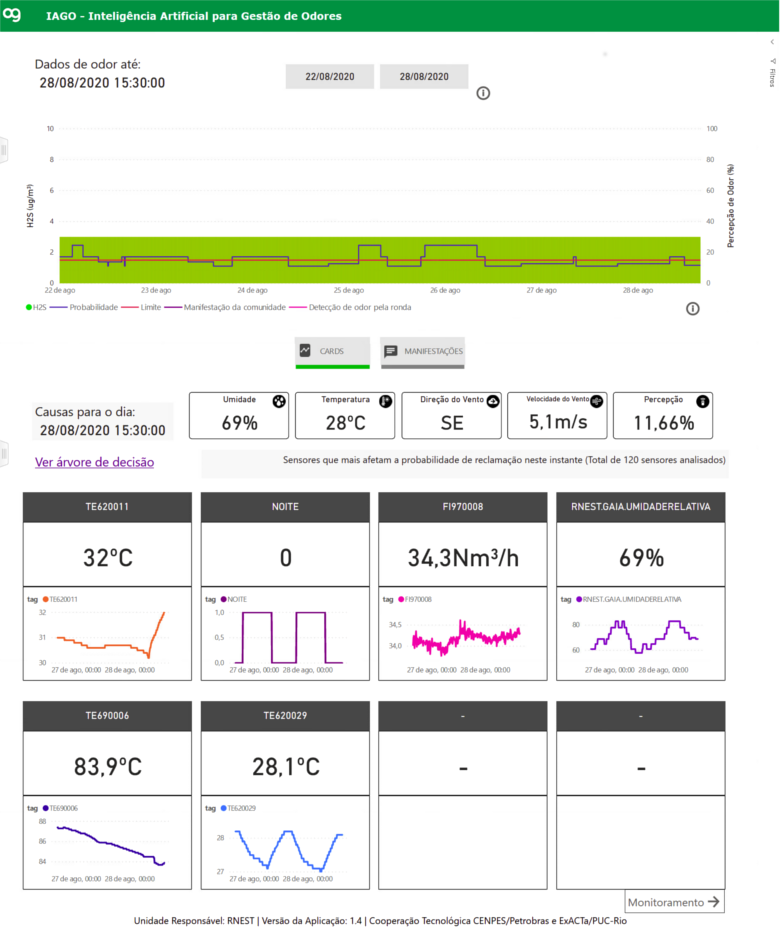 IAGO - Inteligência Artificial para Gestão de Odores
Dados de odor até:
28/08/2020 15:30:00
22/08/2020 28/08/2020
Filtros
H2S (ug/m³)
10 8 6 4 2 0
100 80 60 40 20 0
Percepção de Odor (%)
22 de ago 23 de ago 24 de ago 25 de ago 26 de ago 27 de ago 28 de ago
H2S Probabilidade Limite Manifestação da comunidade Detecção de odor pela ronda
CARDS MANIFESTAÇÕES
Causas para o dia:
28/08/2020 15:30:00
Umidade Temperatura Direção do Vento Velocidade do Vento Percepção
69% 28ºC SE 5,1m/s 11,66%
Ver árvore de decisão
Sensores que mais afetam a probabilidade de reclamação neste instante (Total de 120 sensores analisados)
TE620011 NOITE FI970008 RNEST.GAIA.UMIDADERELATIVA
32ºC 0 34,3Nm³/h 69%
tag TE620011 tag NOITE tag FI970008 tag RNEST.GAIA.UMIDADERELATIVA
32 31 30
1,0 0,5 0,0
34,5 34,0
80 60
27 de ago, 00:00 28 de ago, 00:00 27 de ago, 00:00 28 de ago, 00:00 27 de ago, 00:00 28 de ago, 00:00 27 de ago, 00:00 28 de ago, 00:00
TE690006 TE620029 - -
83,9ºC 28,1ºC - -
tag TE690006 tag TE620029
88 86 84
28 27
27 de ago, 00:00 28 de ago, 00:00 27 de ago, 00:00 28 de ago, 00:00
Monitoramento
Unidade Responsável: RNEST | Versão da Aplicação: 1.4 | Cooperação Tecnológica CENPES/Petrobras e ExACTa/PUC-Rio